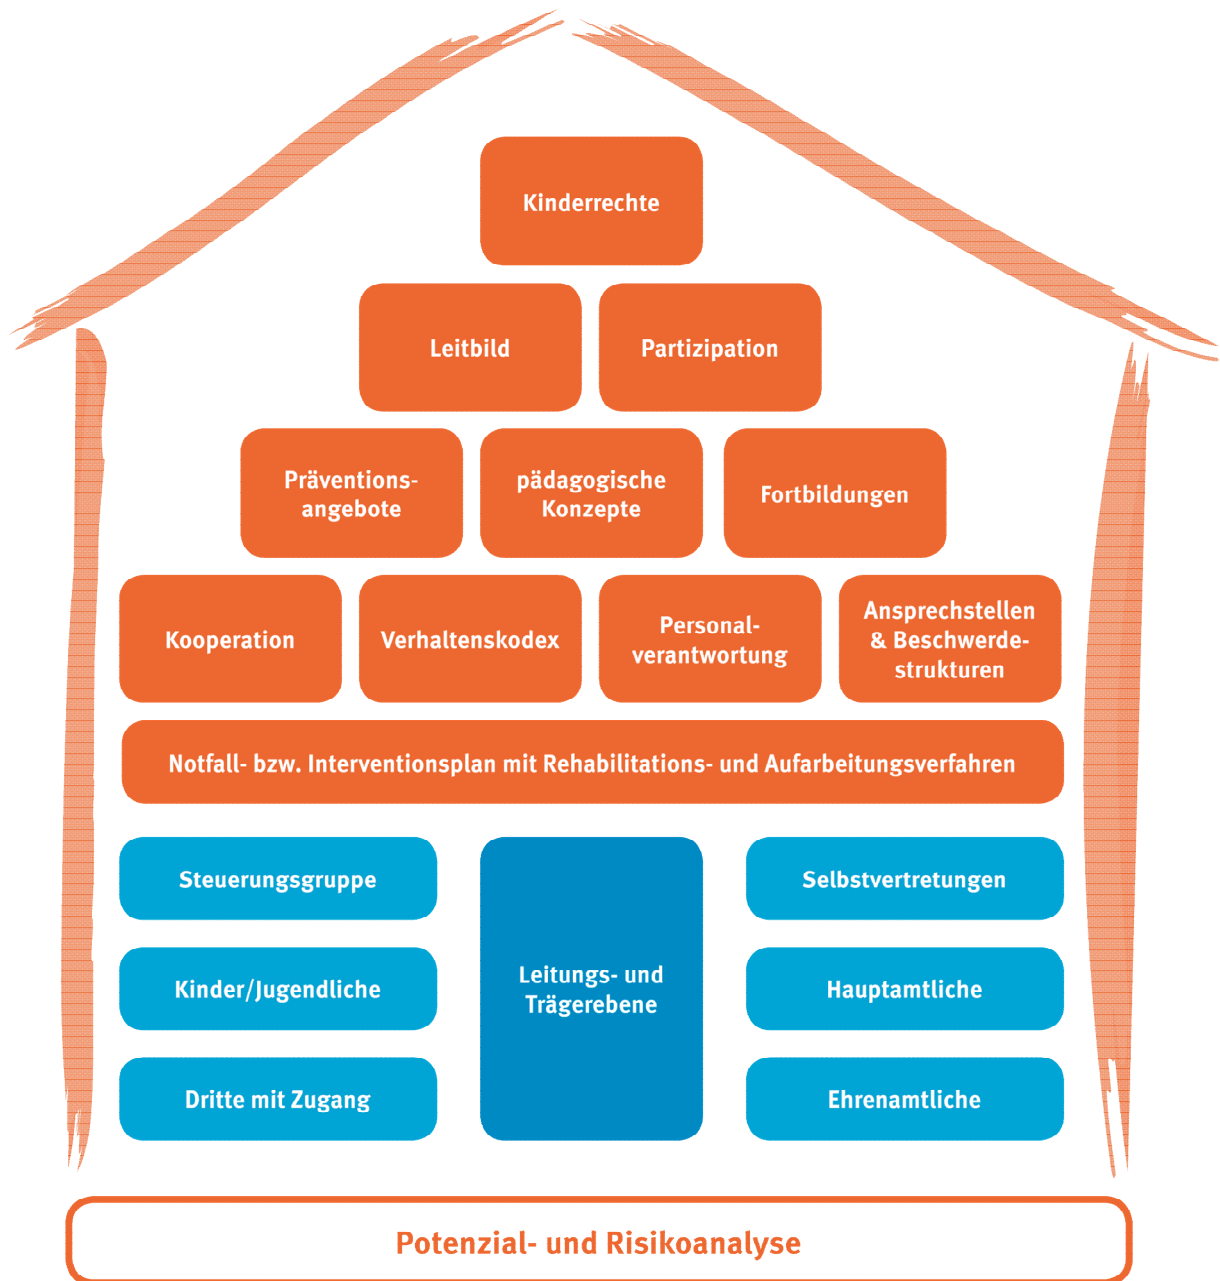 Kinderrechte
Leitbild
Partizipation
Präventions-
angebote
pädagogische
Konzepte
Fortbildungen
Kooperation
Verhaltenskodex
Personal-
verantwortung
Ansprechstellen
& Beschwerde-
strukturen
Notfall- bzw. Interventionsplan mit Rehabilitations- und Aufarbeitungsverfahren
Steuerungsgruppe
Kinder/Jugendliche
Dritte mit Zugang
Leitungs- und
Trägerebene
Selbstvertretungen
Hauptamtliche
Ehrenamtliche
Potenzial- und Risikoanalyse